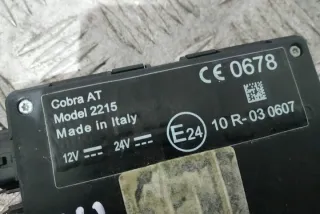 Cobra AT
Model 2215
Made in Italy
12V 24V
CE 0678
E24 10 R-03 0607